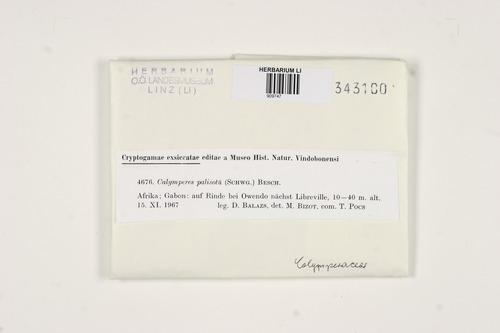 HERBARIUM
O.Ö. LANDESMUSEUM
LINZ (LI)
HERBARIUM LI
909747
343100
Cryptogamae exsiccatae editae a Museo Hist. Natur. Vindobonensi
4676. Calymperes palisotii (SCHWG.) BESCH.
Afrika; Gabon: auf Rinde bei Owendo nächst Libreville, 10—40 m. alt.
15. XI. 1967 leg. D. BALAZS, det. M. BIZOT, com. T. PÓCS
Calymperaceae